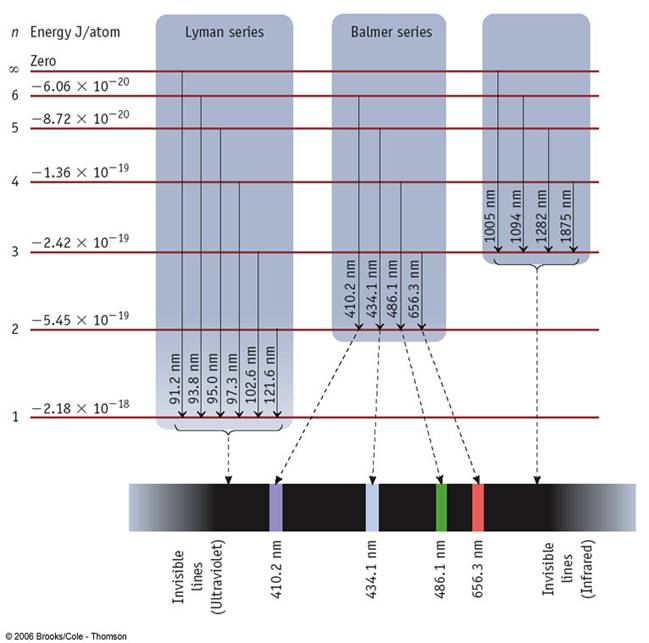 n Energy J/atom
Lyman series
Balmer series
∞ Zero
6 −6.06 × 10⁻²⁰
5 −8.72 × 10⁻²⁰
4 −1.36 × 10⁻¹⁹
3 −2.42 × 10⁻¹⁹
2 −5.45 × 10⁻¹⁹
1 −2.18 × 10⁻¹⁸
91.2 nm
93.8 nm
95.0 nm
97.3 nm
102.6 nm
121.6 nm
410.2 nm
434.1 nm
486.1 nm
656.3 nm
1005 nm
1094 nm
1282 nm
1875 nm
Invisible
lines
(Ultraviolet)
410.2 nm
434.1 nm
486.1 nm
656.3 nm
Invisible
lines
(Infrared)
© 2006 Brooks/Cole - Thomson